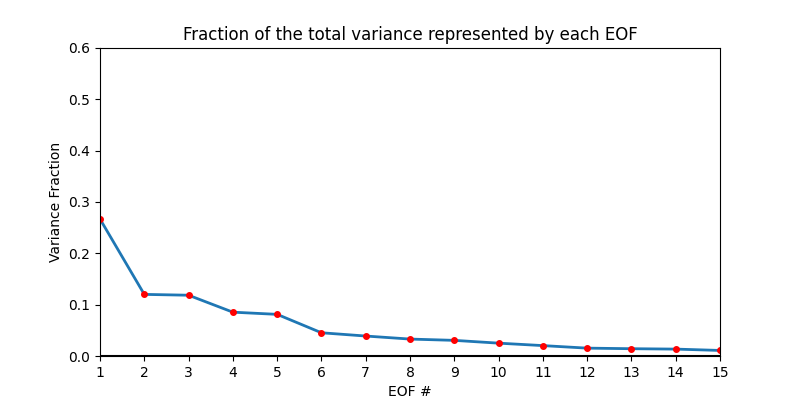 Fraction of the total variance represented by each EOF
0.6
0.5
0.4
0.3
0.2
0.1
0.0
Variance Fraction
1 2 3 4 5 6 7 8 9 10 11 12 13 14 15
EOF #